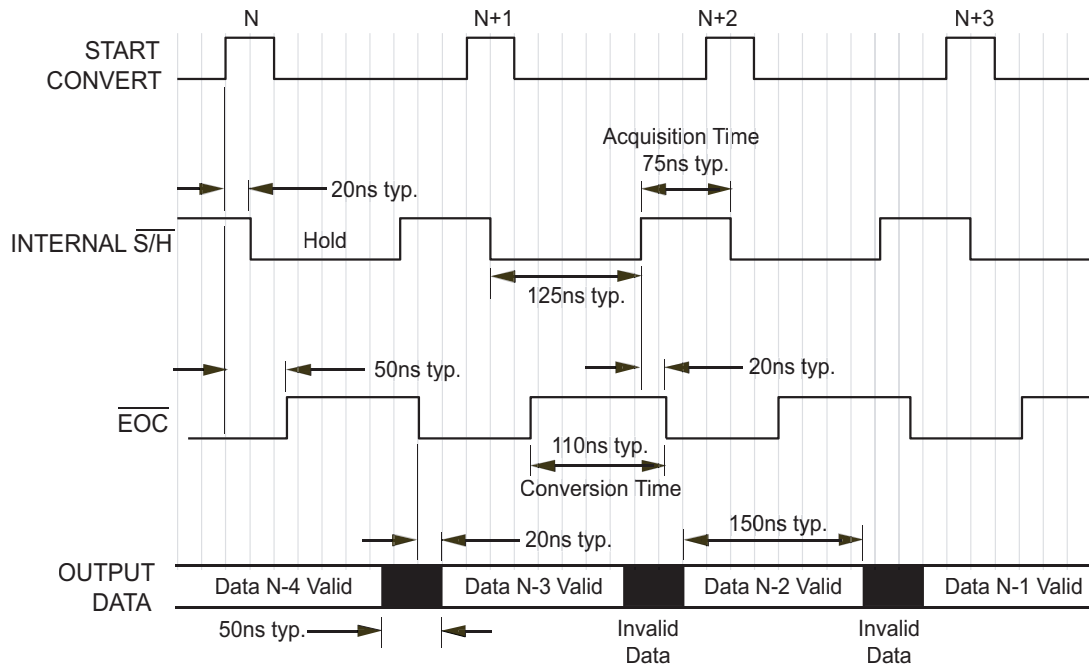 N
N+1
N+2
N+3
START
CONVERT
Acquisition Time
75ns typ.
20ns typ.
INTERNAL S/H
Hold
125ns typ.
50ns typ.
20ns typ.
EOC
110ns typ.
Conversion Time
150ns typ.
20ns typ.
OUTPUT
DATA
Data N-4 Valid
Data N-3 Valid
Data N-2 Valid
Data N-1 Valid
50ns typ.
Invalid
Data
Invalid
Data